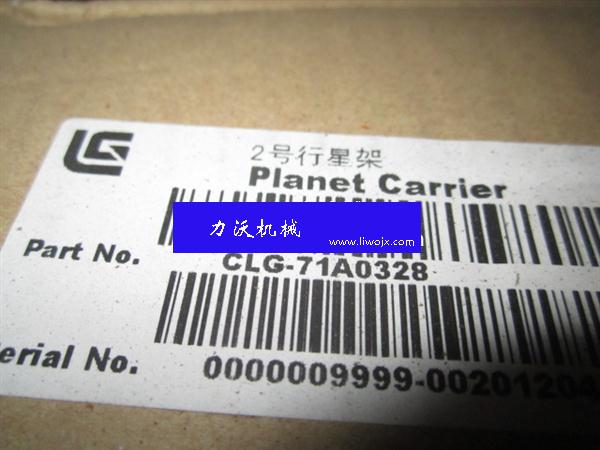 2号行星架
Planet Carrier
力沃机械
www.liwojx.com
Part No.
CLG-71A0328
erial No.
0000009999-00201204